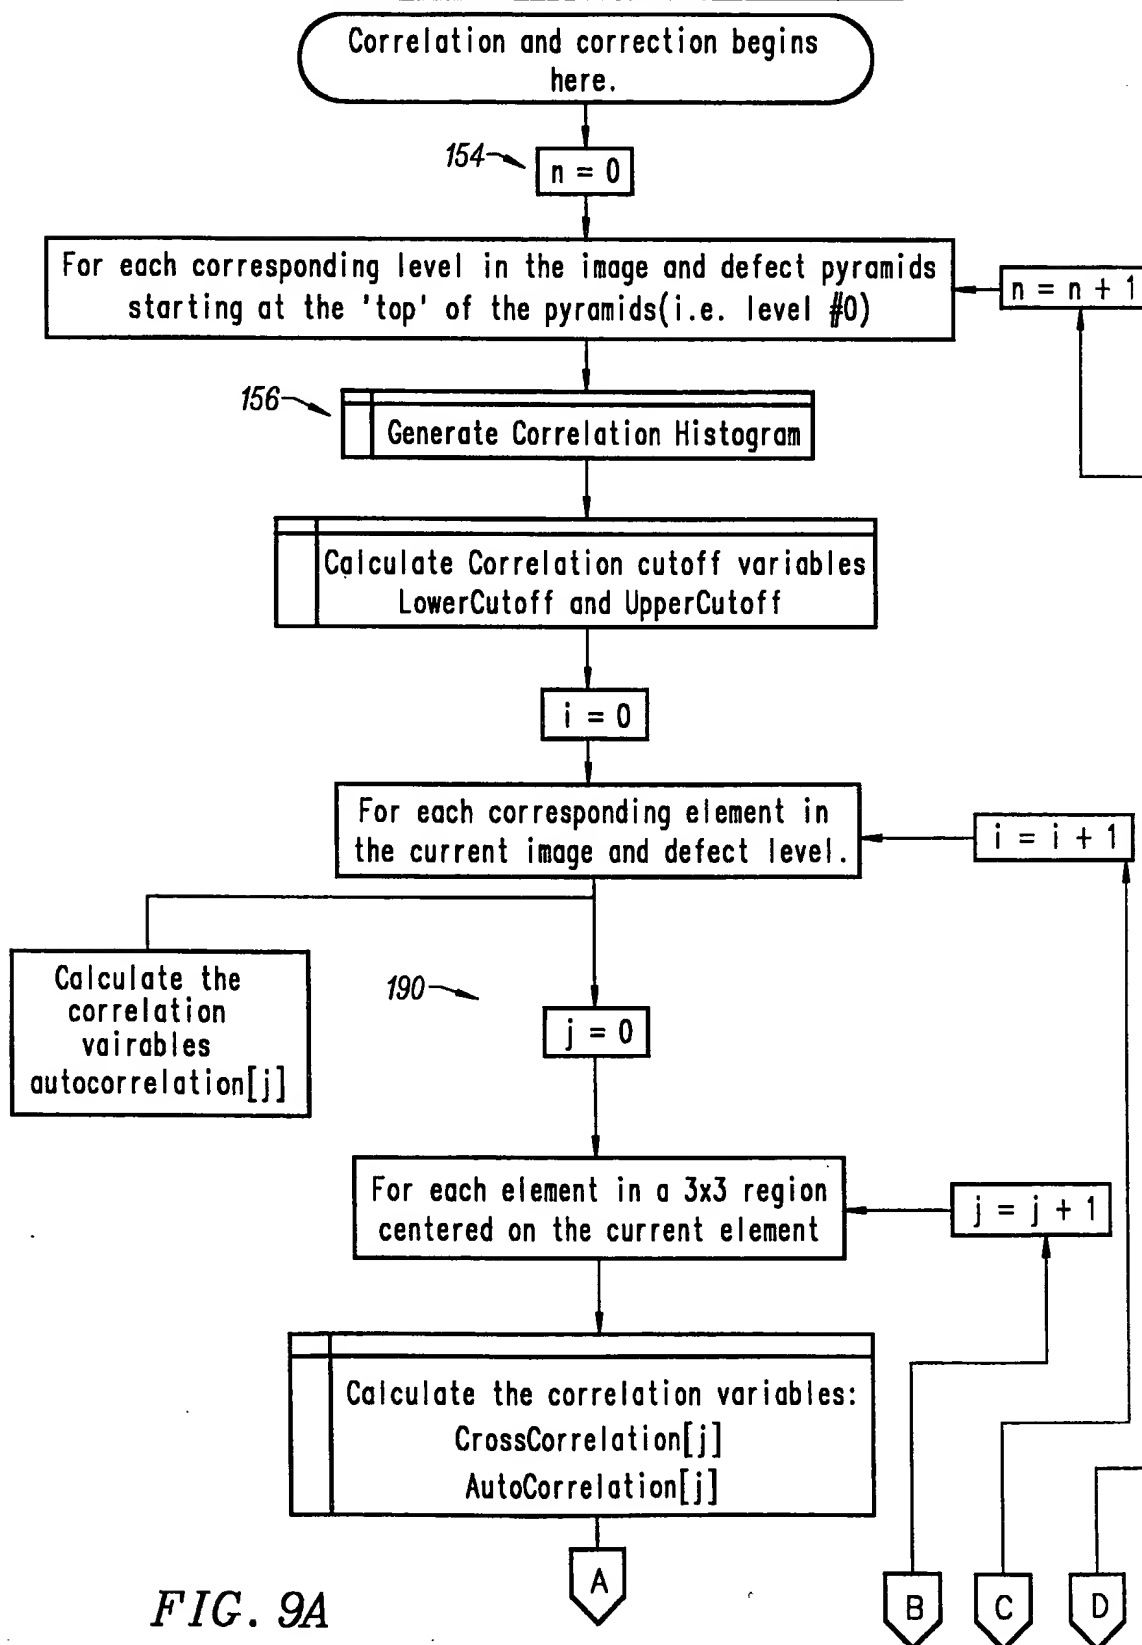 Correlation and correction begins
here.
154
n = 0
For each corresponding level in the image and defect pyramids
starting at the 'top' of the pyramids(i.e. level #0)
n = n + 1
156
Generate Correlation Histogram
Calculate Correlation cutoff variables
LowerCutoff and UpperCutoff
i = 0
For each corresponding element in
the current image and defect level.
i = i + 1
Calculate the
correlation
vairables
autocorrelation[j]
190
j = 0
For each element in a 3x3 region
centered on the current element
j = j + 1
Calculate the correlation variables:
CrossCorrelation[j]
AutoCorrelation[j]
A
B
C
D
FIG. 9A